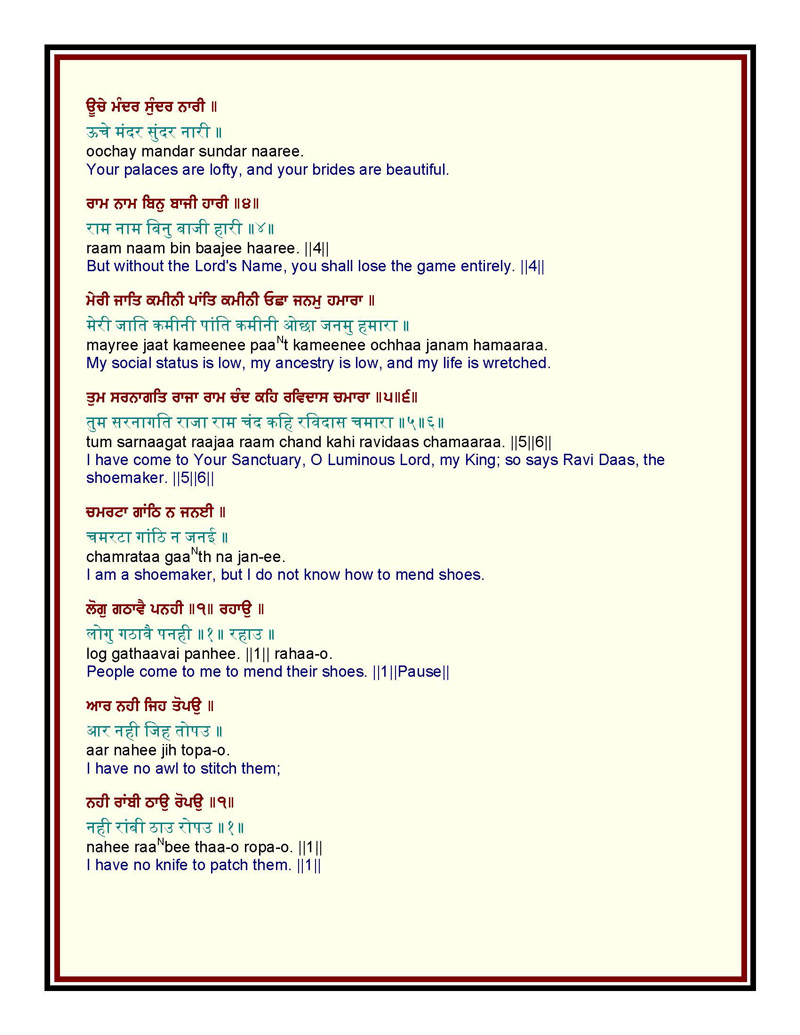 ਊਚੇ ਮੰਦਰ ਸੁੰਦਰ ਨਾਰੀ ॥
ऊचे मंदर सुंदर नारी ॥
oochay mandar sundar naaree.
Your palaces are lofty, and your brides are beautiful.
ਰਾਮ ਨਾਮ ਬਿਨੁ ਬਾਜੀ ਹਾਰੀ ॥੪॥
राम नाम बिनु बाजी हारी ॥४॥
raam naam bin baajee haaree. ||4||
But without the Lord's Name, you shall lose the game entirely. ||4||
ਮੇਰੀ ਜਾਤਿ ਕਮੀਨੀ ਪਾਂਤਿ ਕਮੀਨੀ ਓਛਾ ਜਨਮੁ ਹਮਾਰਾ ॥
मेरी जाति कमीनी पांति कमीनी ओछा जनमु हमारा ॥
mayree jaat kameenee paaNt kameenee ochhaa janam hamaaraa.
My social status is low, my ancestry is low, and my life is wretched.
ਤੁਮ ਸਰਨਾਗਤਿ ਰਾਜਾ ਰਾਮ ਚੰਦ ਕਹਿ ਰਵਿਦਾਸ ਚਮਾਰਾ ॥੫॥੬॥
तुम सरनागति राजा राम चंद कहि रविदास चमारा ॥५॥६॥
tum sarnaagat raajaa raam chand kahi ravidaas chamaaraa. ||5||6||
I have come to Your Sanctuary, O Luminous Lord, my King; so says Ravi Daas, the
shoemaker. ||5||6||
ਚਮਰਟਾ ਗਾਂਠਿ ਨ ਜਨਈ ॥
चमरटा गांठि न जनई ॥
chamrataa gaaNth na jan-ee.
I am a shoemaker, but I do not know how to mend shoes.
ਲੋਗੁ ਗਠਾਵੈ ਪਨਹੀ ॥੧॥ ਰਹਾਉ ॥
लोगु गठावै पनही ॥१॥ रहाउ ॥
log gathaavai panhee. ||1|| rahaa-o.
People come to me to mend their shoes. ||1||Pause||
ਆਰ ਨਹੀ ਜਿਹ ਤੋਪਉ ॥
आर नही जिह तोपउ ॥
aar nahee jih topa-o.
I have no awl to stitch them;
ਨਹੀ ਰਾਂਬੀ ਠਾਉ ਰੋਪਉ ॥੧॥
नही रांबी ठाउ रोपउ ॥१॥
nahee raaNbee thaa-o ropa-o. ||1||
I have no knife to patch them. ||1||